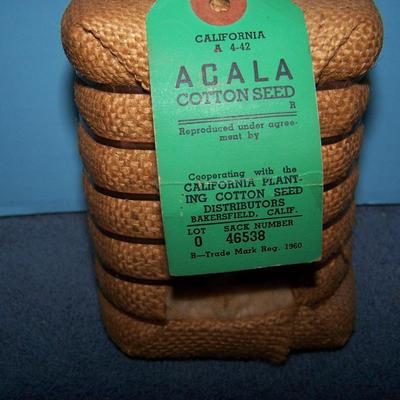 CALIFORNIA
A 4-42
ACALA
COTTON SEED
R
Reproduced under agree-
ment by
Cooperating with the
CALIFORNIA PLANT-
ING COTTON SEED
DISTRIBUTORS
BAKERSFIELD, CALIF.
LOT SACK NUMBER
0 46538
R—Trade Mark Reg. 1960